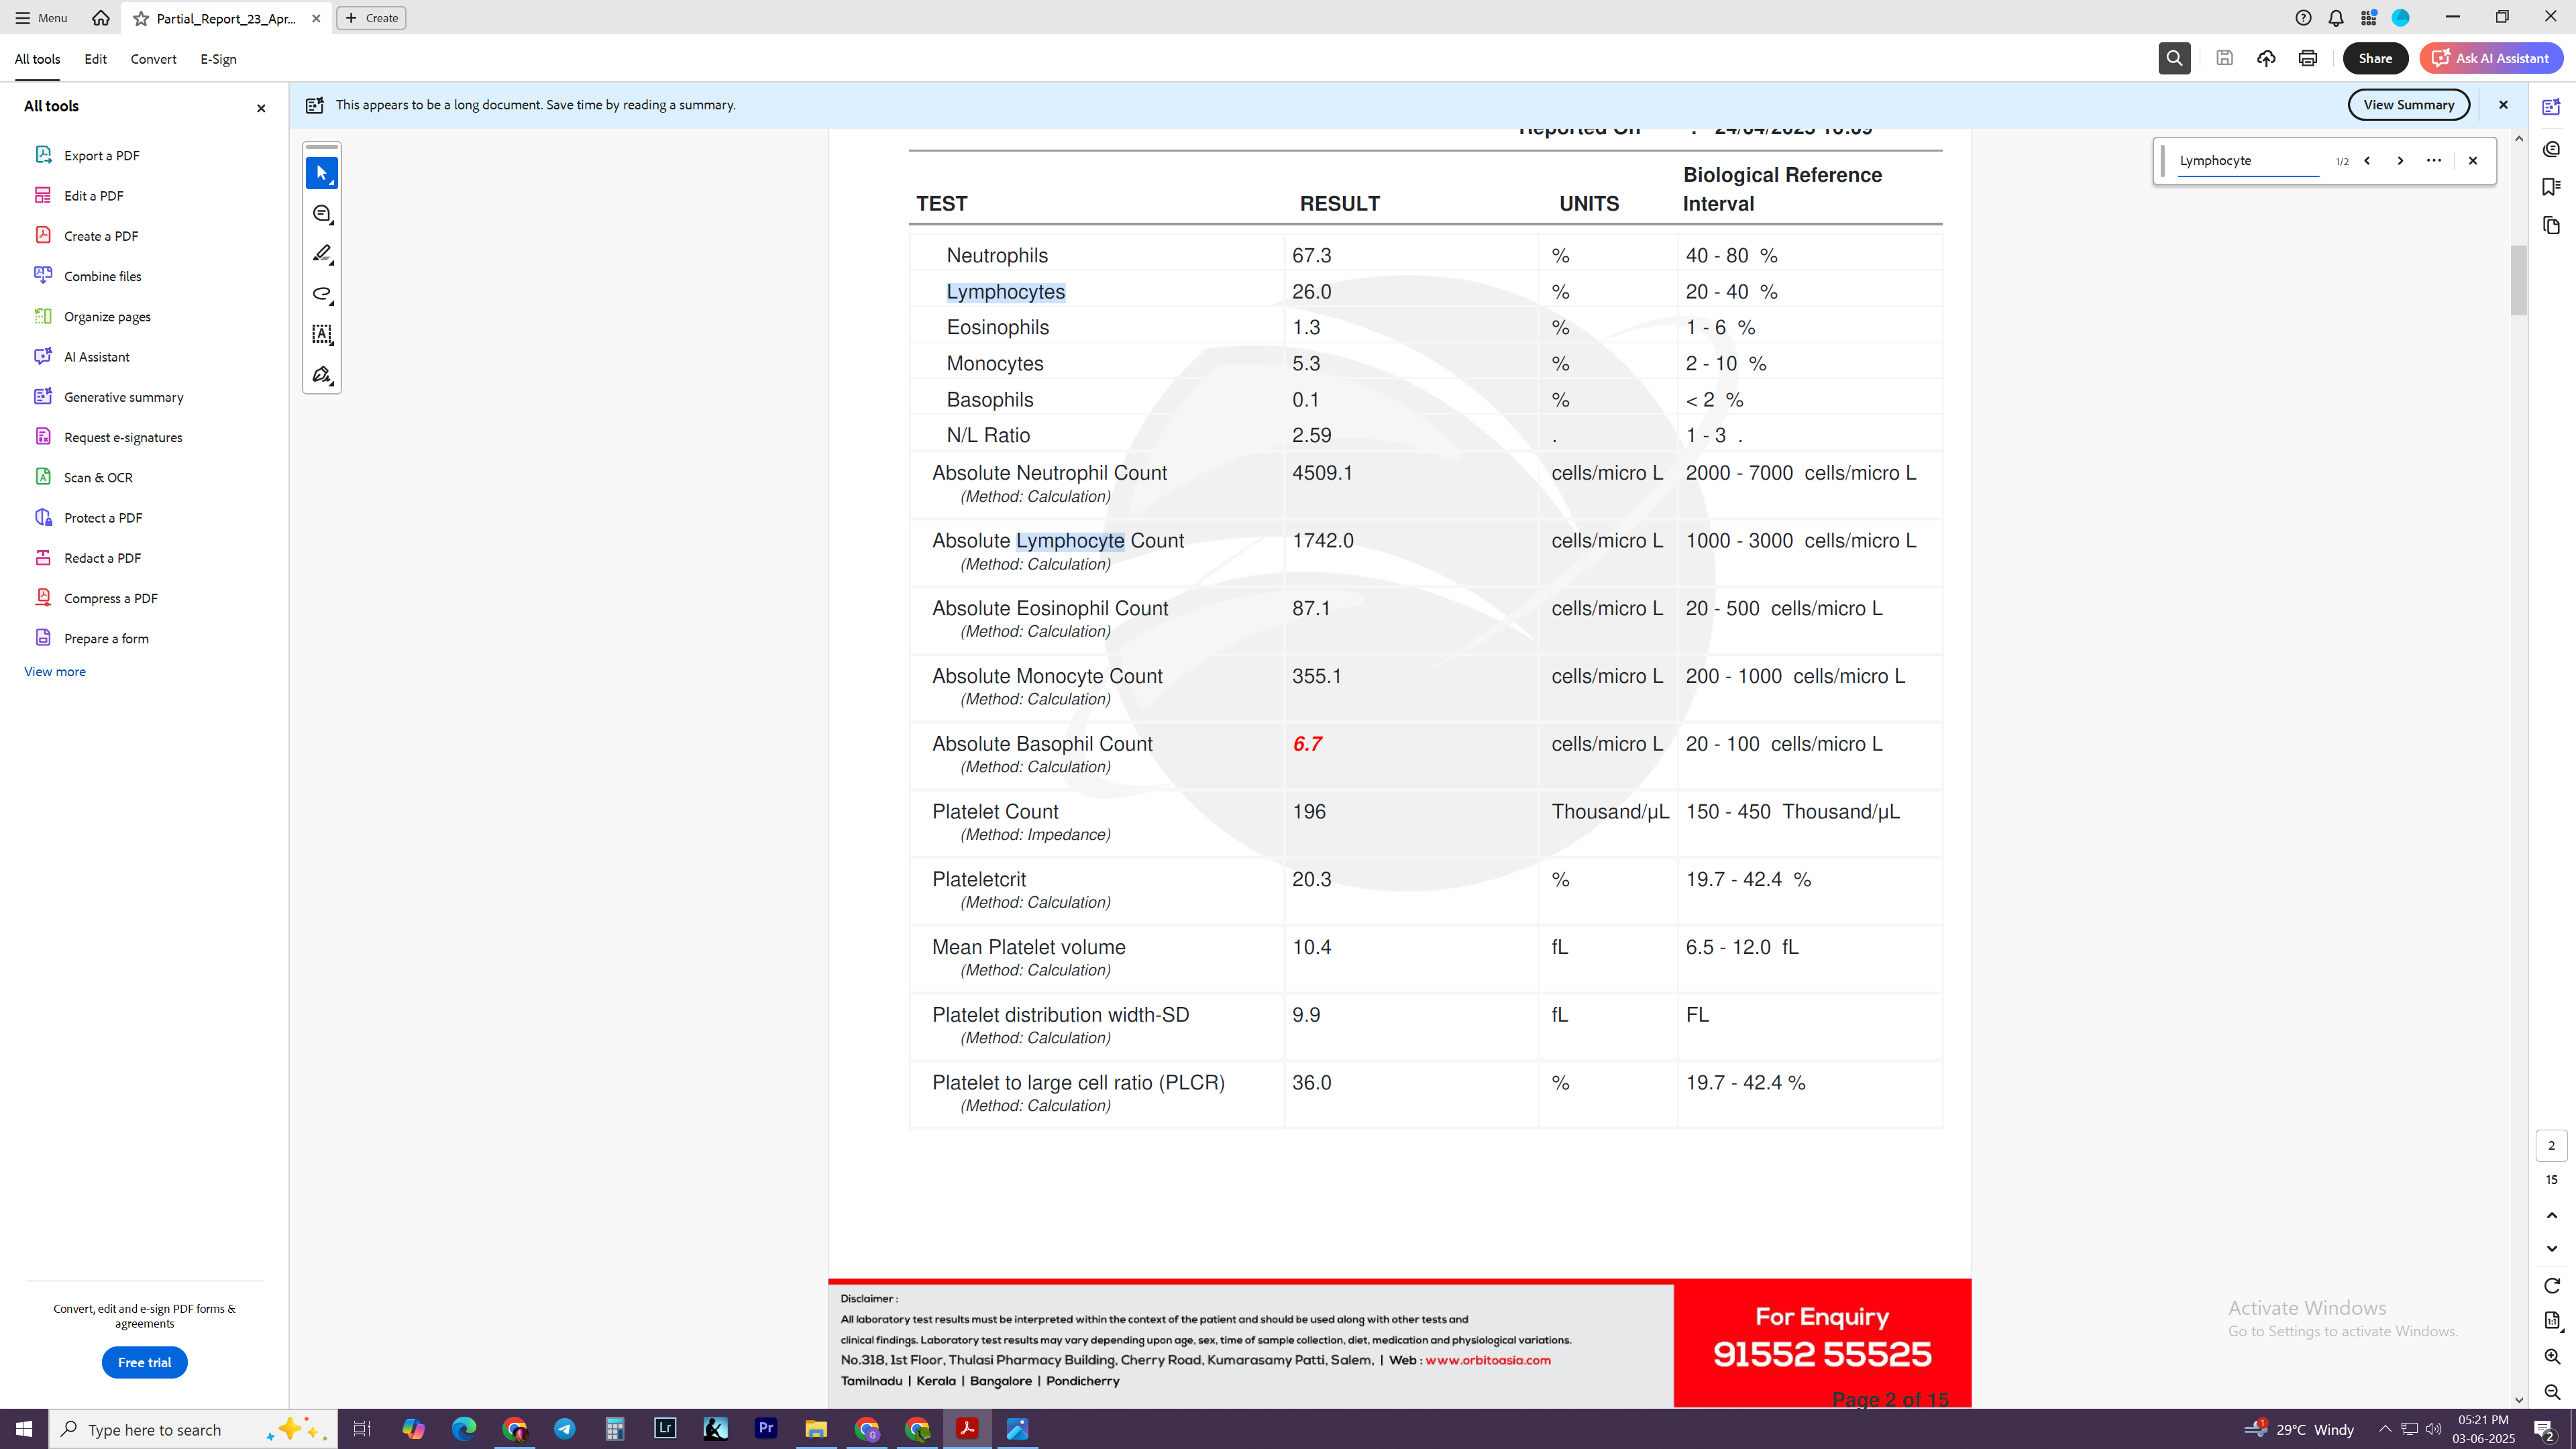 Menu
Partial_Report_23_Apr...
Create
All tools
Edit
Convert
E-Sign
Share
Ask AI Assistant
All tools
This appears to be a long document. Save time by reading a summary.
View Summary
Export a PDF
Edit a PDF
Create a PDF
Combine files
Organize pages
AI Assistant
Generative summary
Request e-signatures
Scan & OCR
Protect a PDF
Redact a PDF
Compress a PDF
Prepare a form
View more
Convert, edit and e-sign PDF forms &
agreements
Free trial
Lymphocyte 1/2
Reported On : 24/04/2025 10:09
TEST RESULT UNITS Biological Reference
Interval
Neutrophils 67.3 % 40 - 80 %
Lymphocytes 26.0 % 20 - 40 %
Eosinophils 1.3 % 1 - 6 %
Monocytes 5.3 % 2 - 10 %
Basophils 0.1 % < 2 %
N/L Ratio 2.59 . 1 - 3 .
Absolute Neutrophil Count 4509.1 cells/micro L 2000 - 7000 cells/micro L
(Method: Calculation)
Absolute Lymphocyte Count 1742.0 cells/micro L 1000 - 3000 cells/micro L
(Method: Calculation)
Absolute Eosinophil Count 87.1 cells/micro L 20 - 500 cells/micro L
(Method: Calculation)
Absolute Monocyte Count 355.1 cells/micro L 200 - 1000 cells/micro L
(Method: Calculation)
Absolute Basophil Count 6.7 cells/micro L 20 - 100 cells/micro L
(Method: Calculation)
Platelet Count 196 Thousand/µL 150 - 450 Thousand/µL
(Method: Impedance)
Plateletcrit 20.3 % 19.7 - 42.4 %
(Method: Calculation)
Mean Platelet volume 10.4 fL 6.5 - 12.0 fL
(Method: Calculation)
Platelet distribution width-SD 9.9 fL FL
(Method: Calculation)
Platelet to large cell ratio (PLCR) 36.0 % 19.7 - 42.4 %
(Method: Calculation)
Disclaimer :
All laboratory test results must be interpreted within the context of the patient and should be used along with other tests and
clinical findings. Laboratory test results may vary depending upon age, sex, time of sample collection, diet, medication and physiological variations.
No.318, 1st Floor, Thulasi Pharmacy Building, Cherry Road, Kumarasamy Patti, Salem, | Web : www.orbitoasia.com
Tamilnadu | Kerala | Bangalore | Pondicherry
For Enquiry
91552 55525
Page 2 of 15
2
15
Activate Windows
Go to Settings to activate Windows.
Type here to search
Lr
Pr
G
1
29°C Windy
05:21 PM
03-06-2025
2